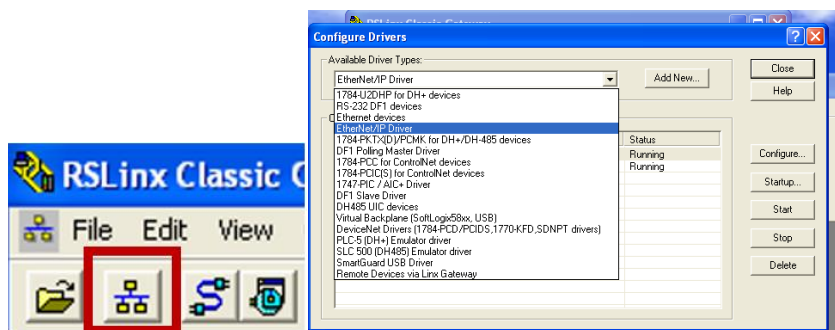 RSLinx Classic Gateway
Configure Drivers
Available Driver Types:
EtherNet/IP Driver
Add New...
Close
Help
1784-U2DHP for DH+ devices
RS-232 DF1 devices
Ethernet devices
EtherNet/IP Driver
1784-PKTX(D)/PCMK for DH+/DH-485 devices
DF1 Polling Master Driver
1784-PCC for ControlNet devices
1784-PCIC(S) for ControlNet devices
1747-PIC / AIC+ Driver
DF1 Slave Driver
DH485 UIC devices
Virtual Backplane (SoftLogix58xx, USB)
DeviceNet Drivers (1784-PCD/PCIDS,1770-KFD,SDNPT drivers)
PLC-5 (DH+) Emulator driver
SLC 500 (DH485) Emulator driver
SmartGuard USB Driver
Remote Devices via Linx Gateway
Status
Running
Running
Configure...
Startup...
Start
Stop
Delete
RSLinx Classic
File Edit View